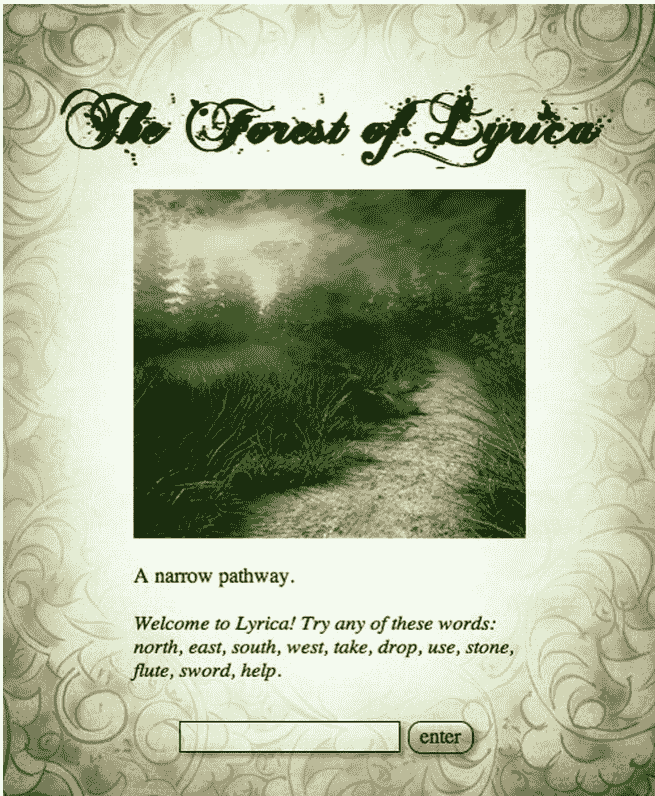 The Forest of Lyrica
A narrow pathway.
Welcome to Lyrica! Try any of these words:
north, east, south, west, take, drop, use, stone,
flute, sword, help.
enter